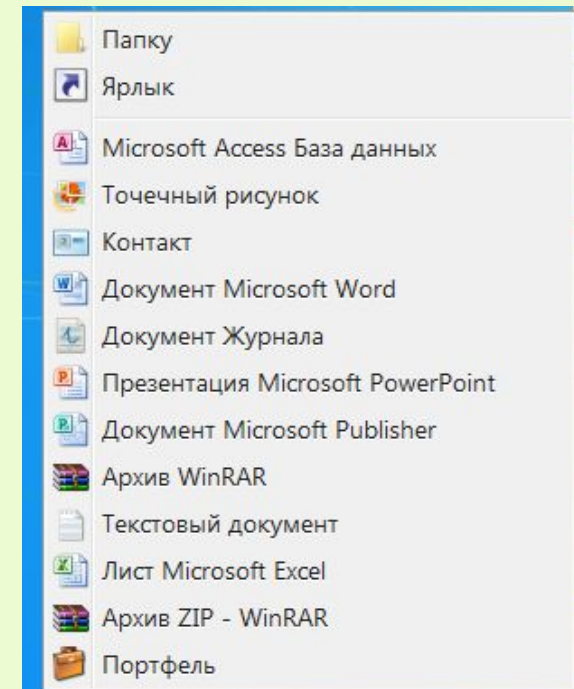 Папку
Ярлык
Microsoft Access База данных
Точечный рисунок
Контакт
Документ Microsoft Word
Документ Журнала
Презентация Microsoft PowerPoint
Документ Microsoft Publisher
Архив WinRAR
Текстовый документ
Лист Microsoft Excel
Архив ZIP - WinRAR
Портфель